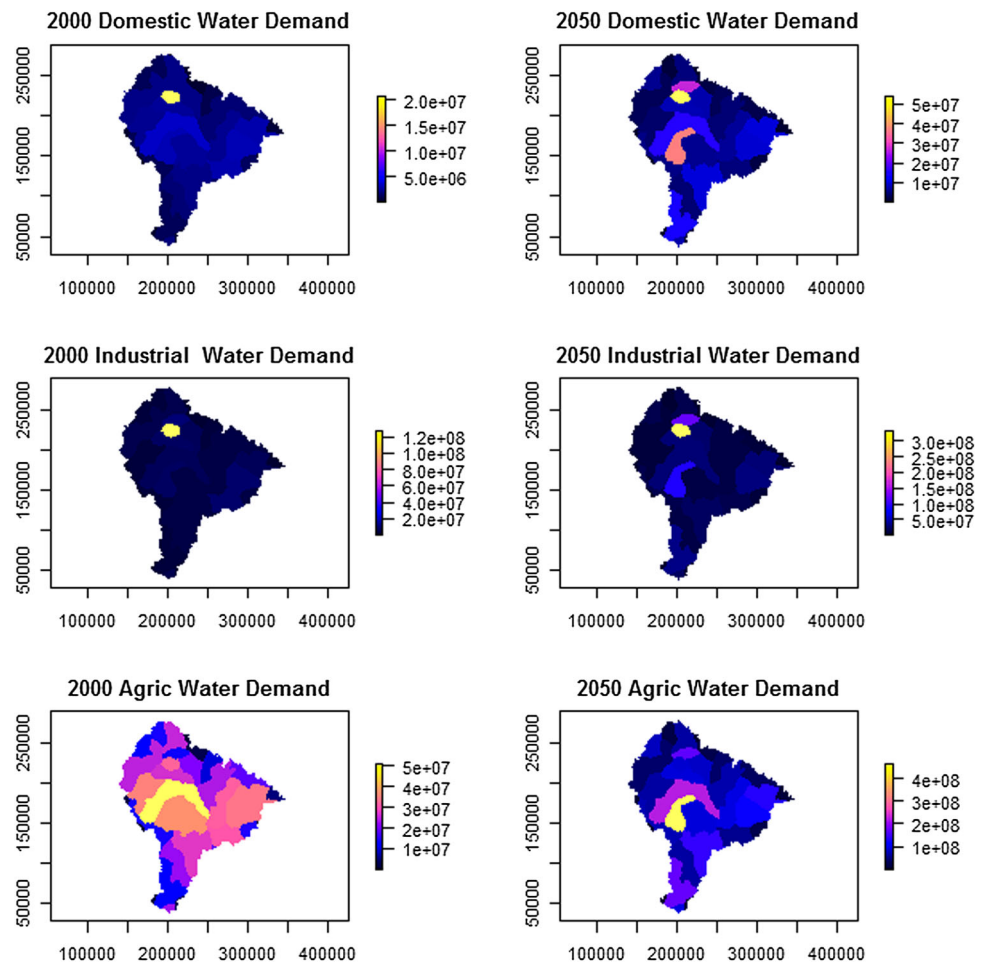 2000 Domestic Water Demand
250000
150000
50000
100000 200000 300000 400000
2.0e+07
1.5e+07
1.0e+07
5.0e+06
2050 Domestic Water Demand
250000
150000
50000
100000 200000 300000 400000
5e+07
4e+07
3e+07
2e+07
1e+07
2000 Industrial  Water Demand
250000
150000
50000
100000 200000 300000 400000
1.2e+08
1.0e+08
8.0e+07
6.0e+07
4.0e+07
2.0e+07
2050 Industrial Water Demand
250000
150000
50000
100000 200000 300000 400000
3.0e+08
2.5e+08
2.0e+08
1.5e+08
1.0e+08
5.0e+07
2000 Agric Water Demand
250000
150000
50000
100000 200000 300000 400000
5e+07
4e+07
3e+07
2e+07
1e+07
2050 Agric Water Demand
250000
150000
50000
100000 200000 300000 400000
4e+08
3e+08
2e+08
1e+08